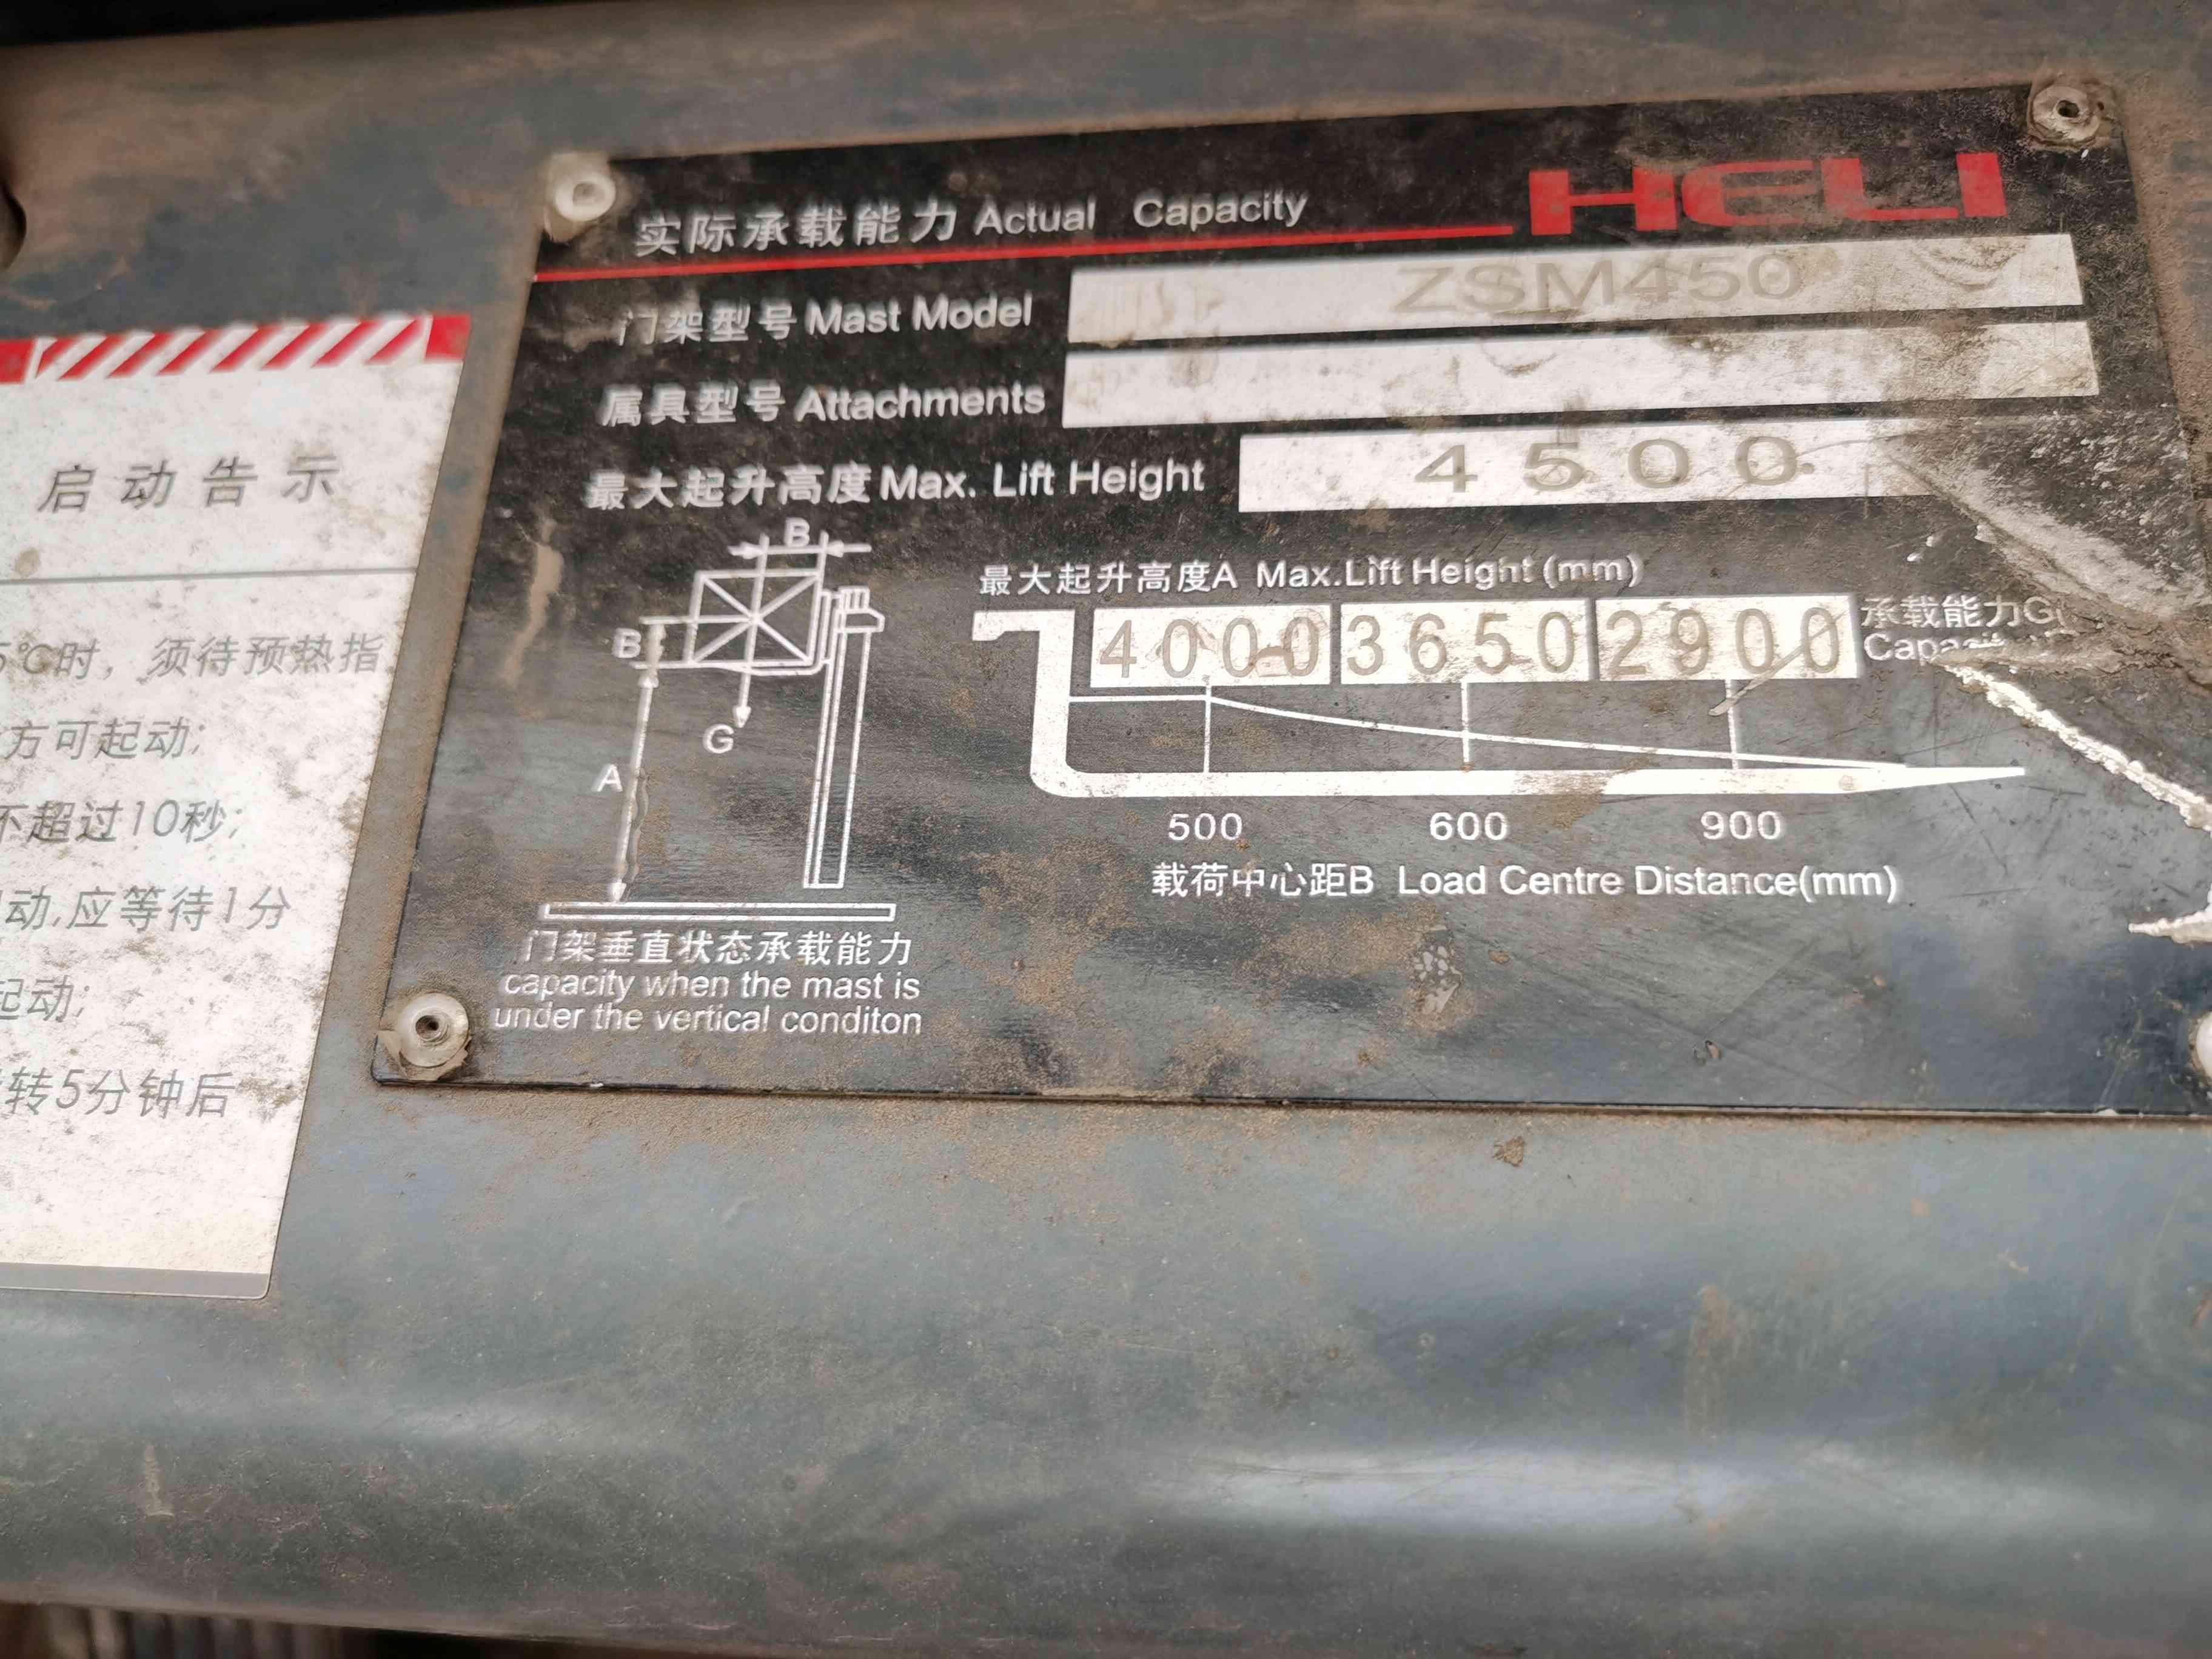 实际承载能力 Actual Capacity HELI
门架型号 Mast Model ZSM450
属具型号 Attachments
最大起升高度 Max. Lift Height 4500
B
B
G
A
门架垂直状态承载能力
capacity when the mast is
under the vertical conditon
最大起升高度A Max.Lift Height (mm)
4000 3650 2900 承载能力G
500 600 900
载荷中心距B Load Centre Distance(mm)
启动告示
5℃时，须待预热指
方可起动;
不超过10秒;
动,应等待1分
起动;
转5分钟后